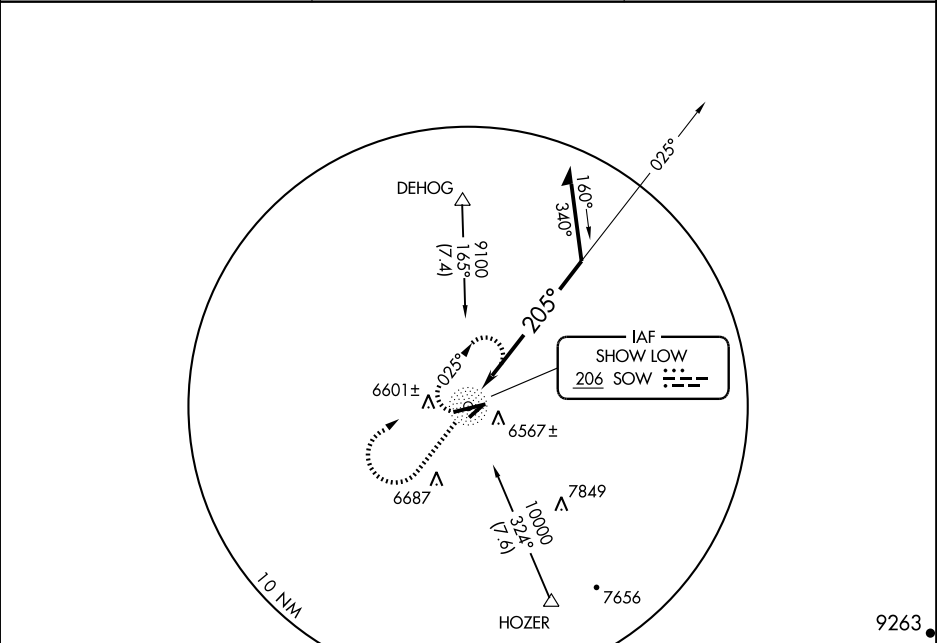 025°
DEHOG
160°
340°
9100
165°
(7.4)
205°
IAF
SHOW LOW
206 SOW
025°
6601±
6567±
6687
10000
324°
(7.6)
7849
10 NM
7656
HOZER
9263